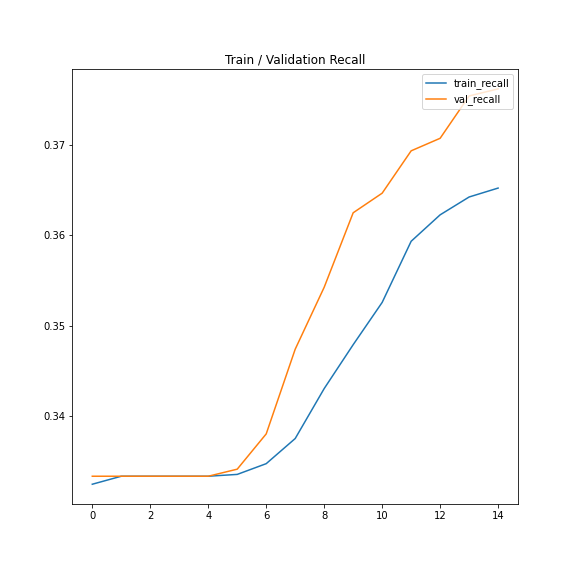 Train / Validation Recall
train_recall
val_recall
0.37
0.36
0.35
0.34
0 2 4 6 8 10 12 14